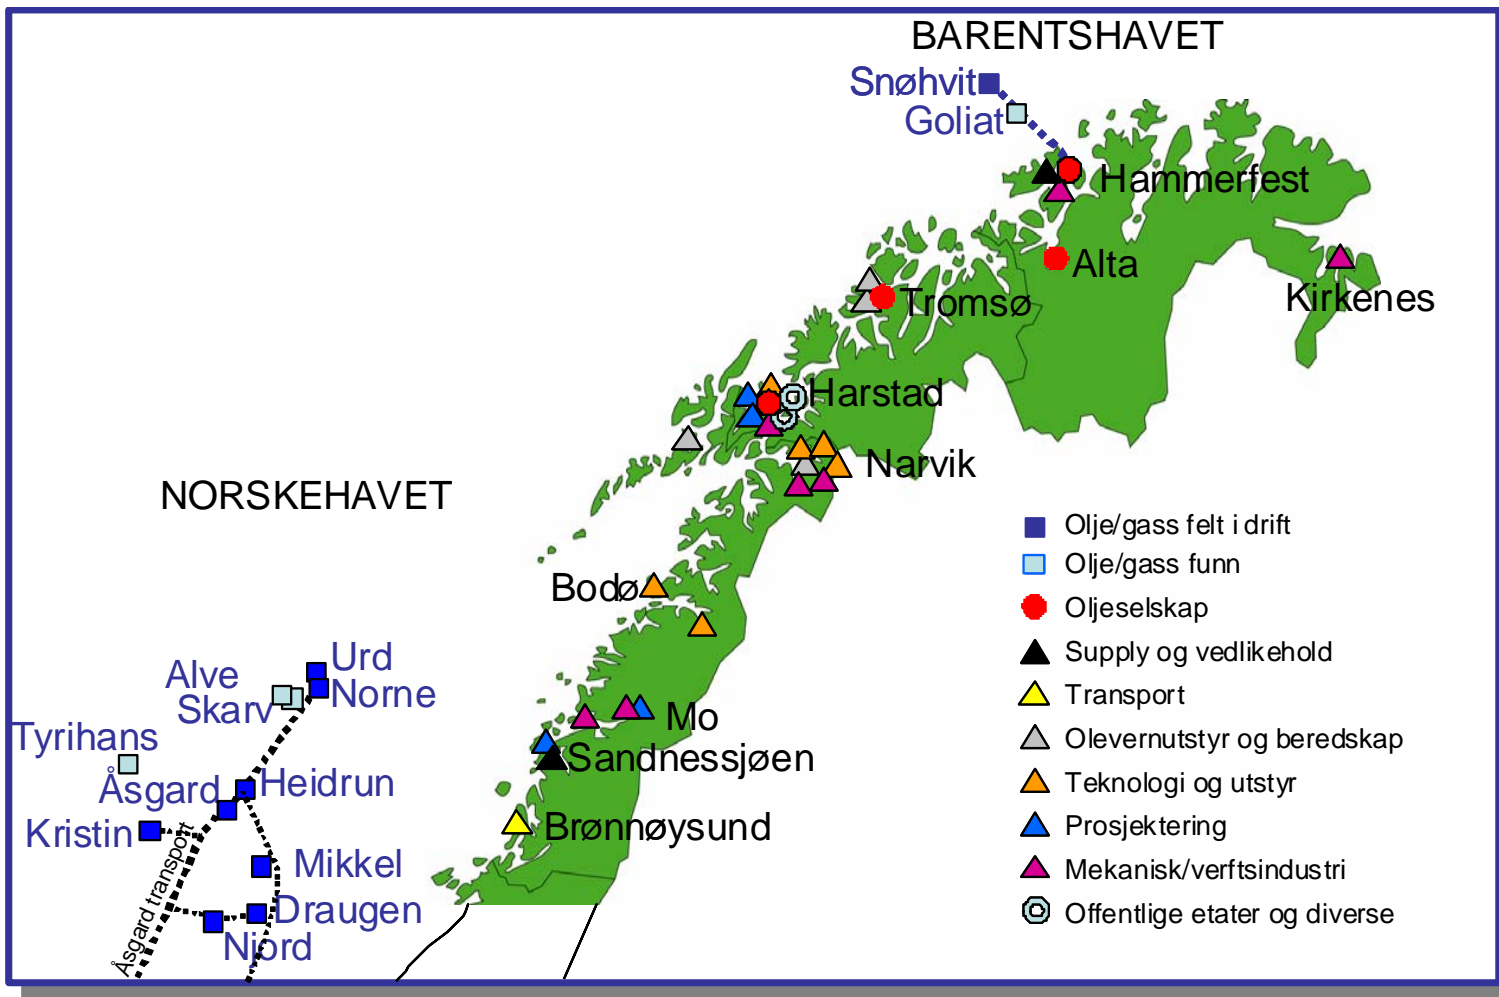 BARENTSHAVET
Snøhvit
Goliat
Hammerfest
Alta
Kirkenes
Tromsø
Harstad
Narvik
NORSKEHAVET
Bodø
Urd
Alve
Norne
Skarv
Mo
Tyrihans
Sandnessjøen
Åsgard
Heidrun
Kristin
Brønnøysund
Mikkel
Åsgard transport
Draugen
Njord
Olje/gass felt i drift
Olje/gass funn
Oljeselskap
Supply og vedlikehold
Transport
Olevernutstyr og beredskap
Teknologi og utstyr
Prosjektering
Mekanisk/verftsindustri
Offentlige etater og diverse